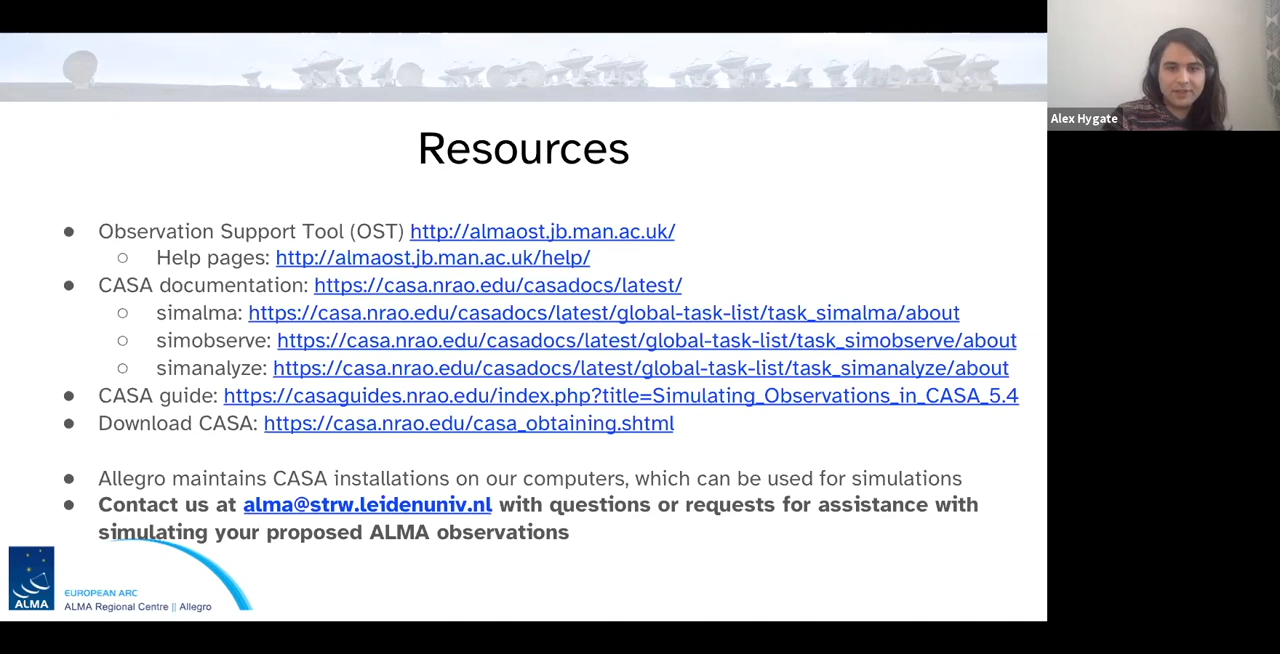 Alex Hygate
Resources
● Observation Support Tool (OST) http://almaost.jb.man.ac.uk/
○ Help pages: http://almaost.jb.man.ac.uk/help/
● CASA documentation: https://casa.nrao.edu/casadocs/latest/
○ simalma: https://casa.nrao.edu/casadocs/latest/global-task-list/task_simalma/about
○ simobserve: https://casa.nrao.edu/casadocs/latest/global-task-list/task_simobserve/about
○ simanalyze: https://casa.nrao.edu/casadocs/latest/global-task-list/task_simanalyze/about
● CASA guide: https://casaguides.nrao.edu/index.php?title=Simulating_Observations_in_CASA_5.4
● Download CASA: https://casa.nrao.edu/casa_obtaining.shtml
● Allegro maintains CASA installations on our computers, which can be used for simulations
● Contact us at alma@strw.leidenuniv.nl with questions or requests for assistance with
simulating your proposed ALMA observations
ALMA
EUROPEAN ARC
ALMA Regional Centre || Allegro